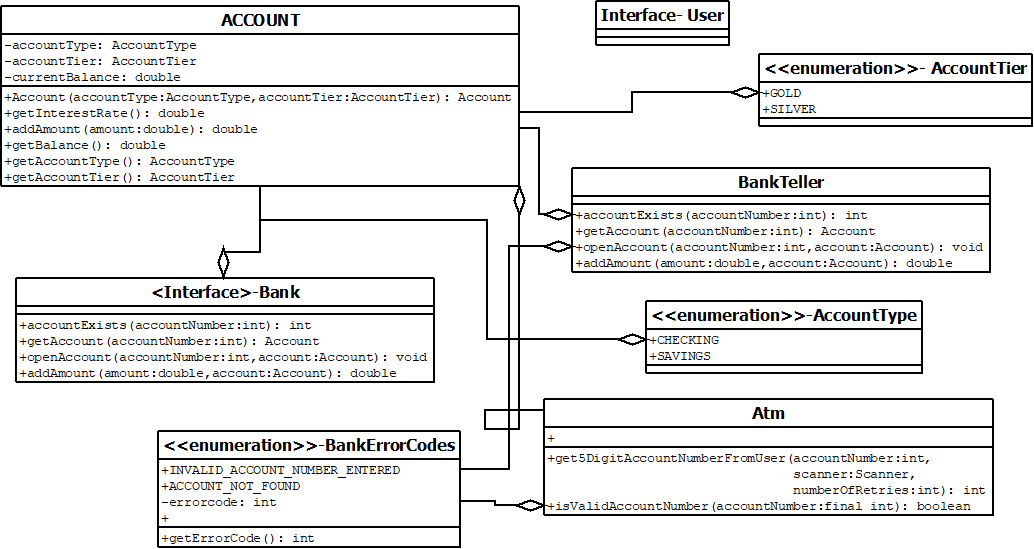 ACCOUNT
-accountType: AccountType
-accountTier: AccountTier
-currentBalance: double
+Account(accountType:AccountType,accountTier:AccountTier): Account
+getInterestRate(): double
+addAmount(amount:double): double
+getBalance(): double
+getAccountType(): AccountType
+getAccountTier(): AccountTier
Interface- User
<<enumeration>>- AccountTier
+GOLD
+SILVER
BankTeller
+accountExists(accountNumber:int): int
+getAccount(accountNumber:int): Account
+openAccount(accountNumber:int,account:Account): void
+addAmount(amount:double,account:Account): double
<Interface>-Bank
+accountExists(accountNumber:int): int
+getAccount(accountNumber:int): Account
+openAccount(accountNumber:int,account:Account): void
+addAmount(amount:double,account:Account): double
<<enumeration>>-AccountType
+CHECKING
+SAVINGS
Atm
+
+get5DigitAccountNumberFromUser(accountNumber:int,
scanner:Scanner,
numberOfRetries:int): int
+isValidAccountNumber(accountNumber:final int): boolean
<<enumeration>>-BankErrorCodes
+INVALID_ACCOUNT_NUMBER_ENTERED
+ACCOUNT_NOT_FOUND
-errorcode: int
+
+getErrorCode(): int